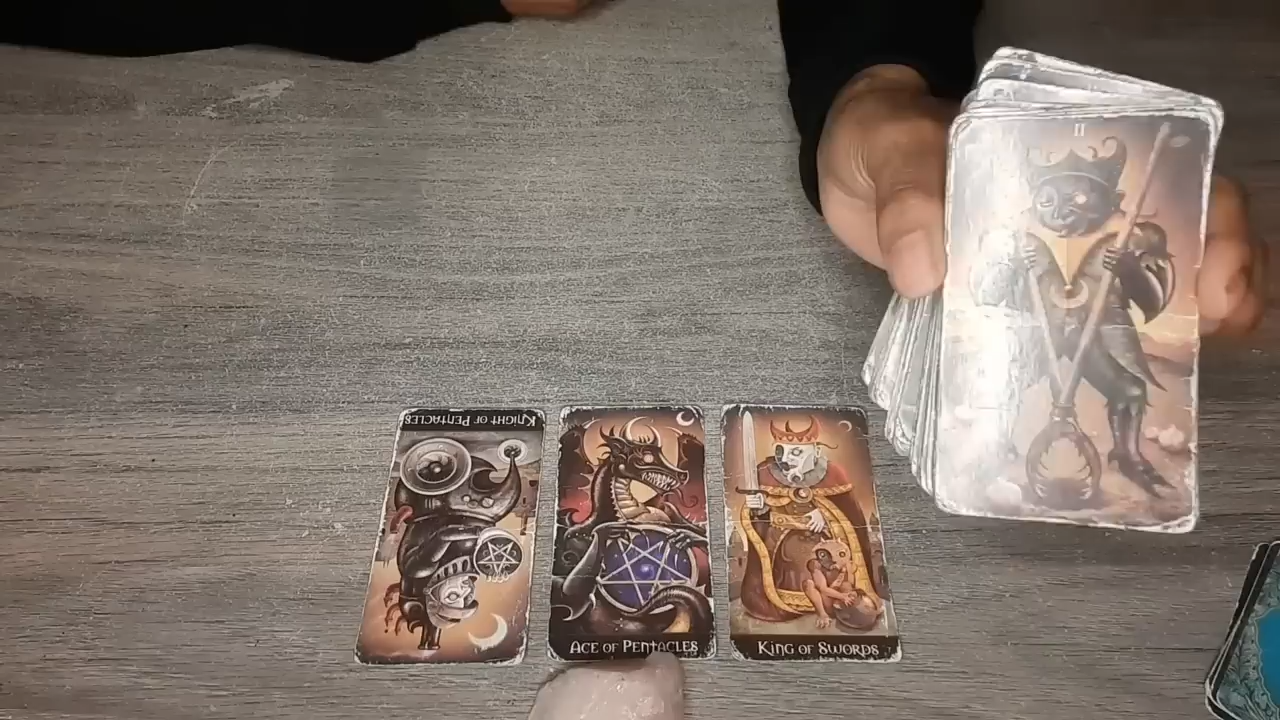 II
Knight of Pentacles
Ace of Pentacles
King of Swords